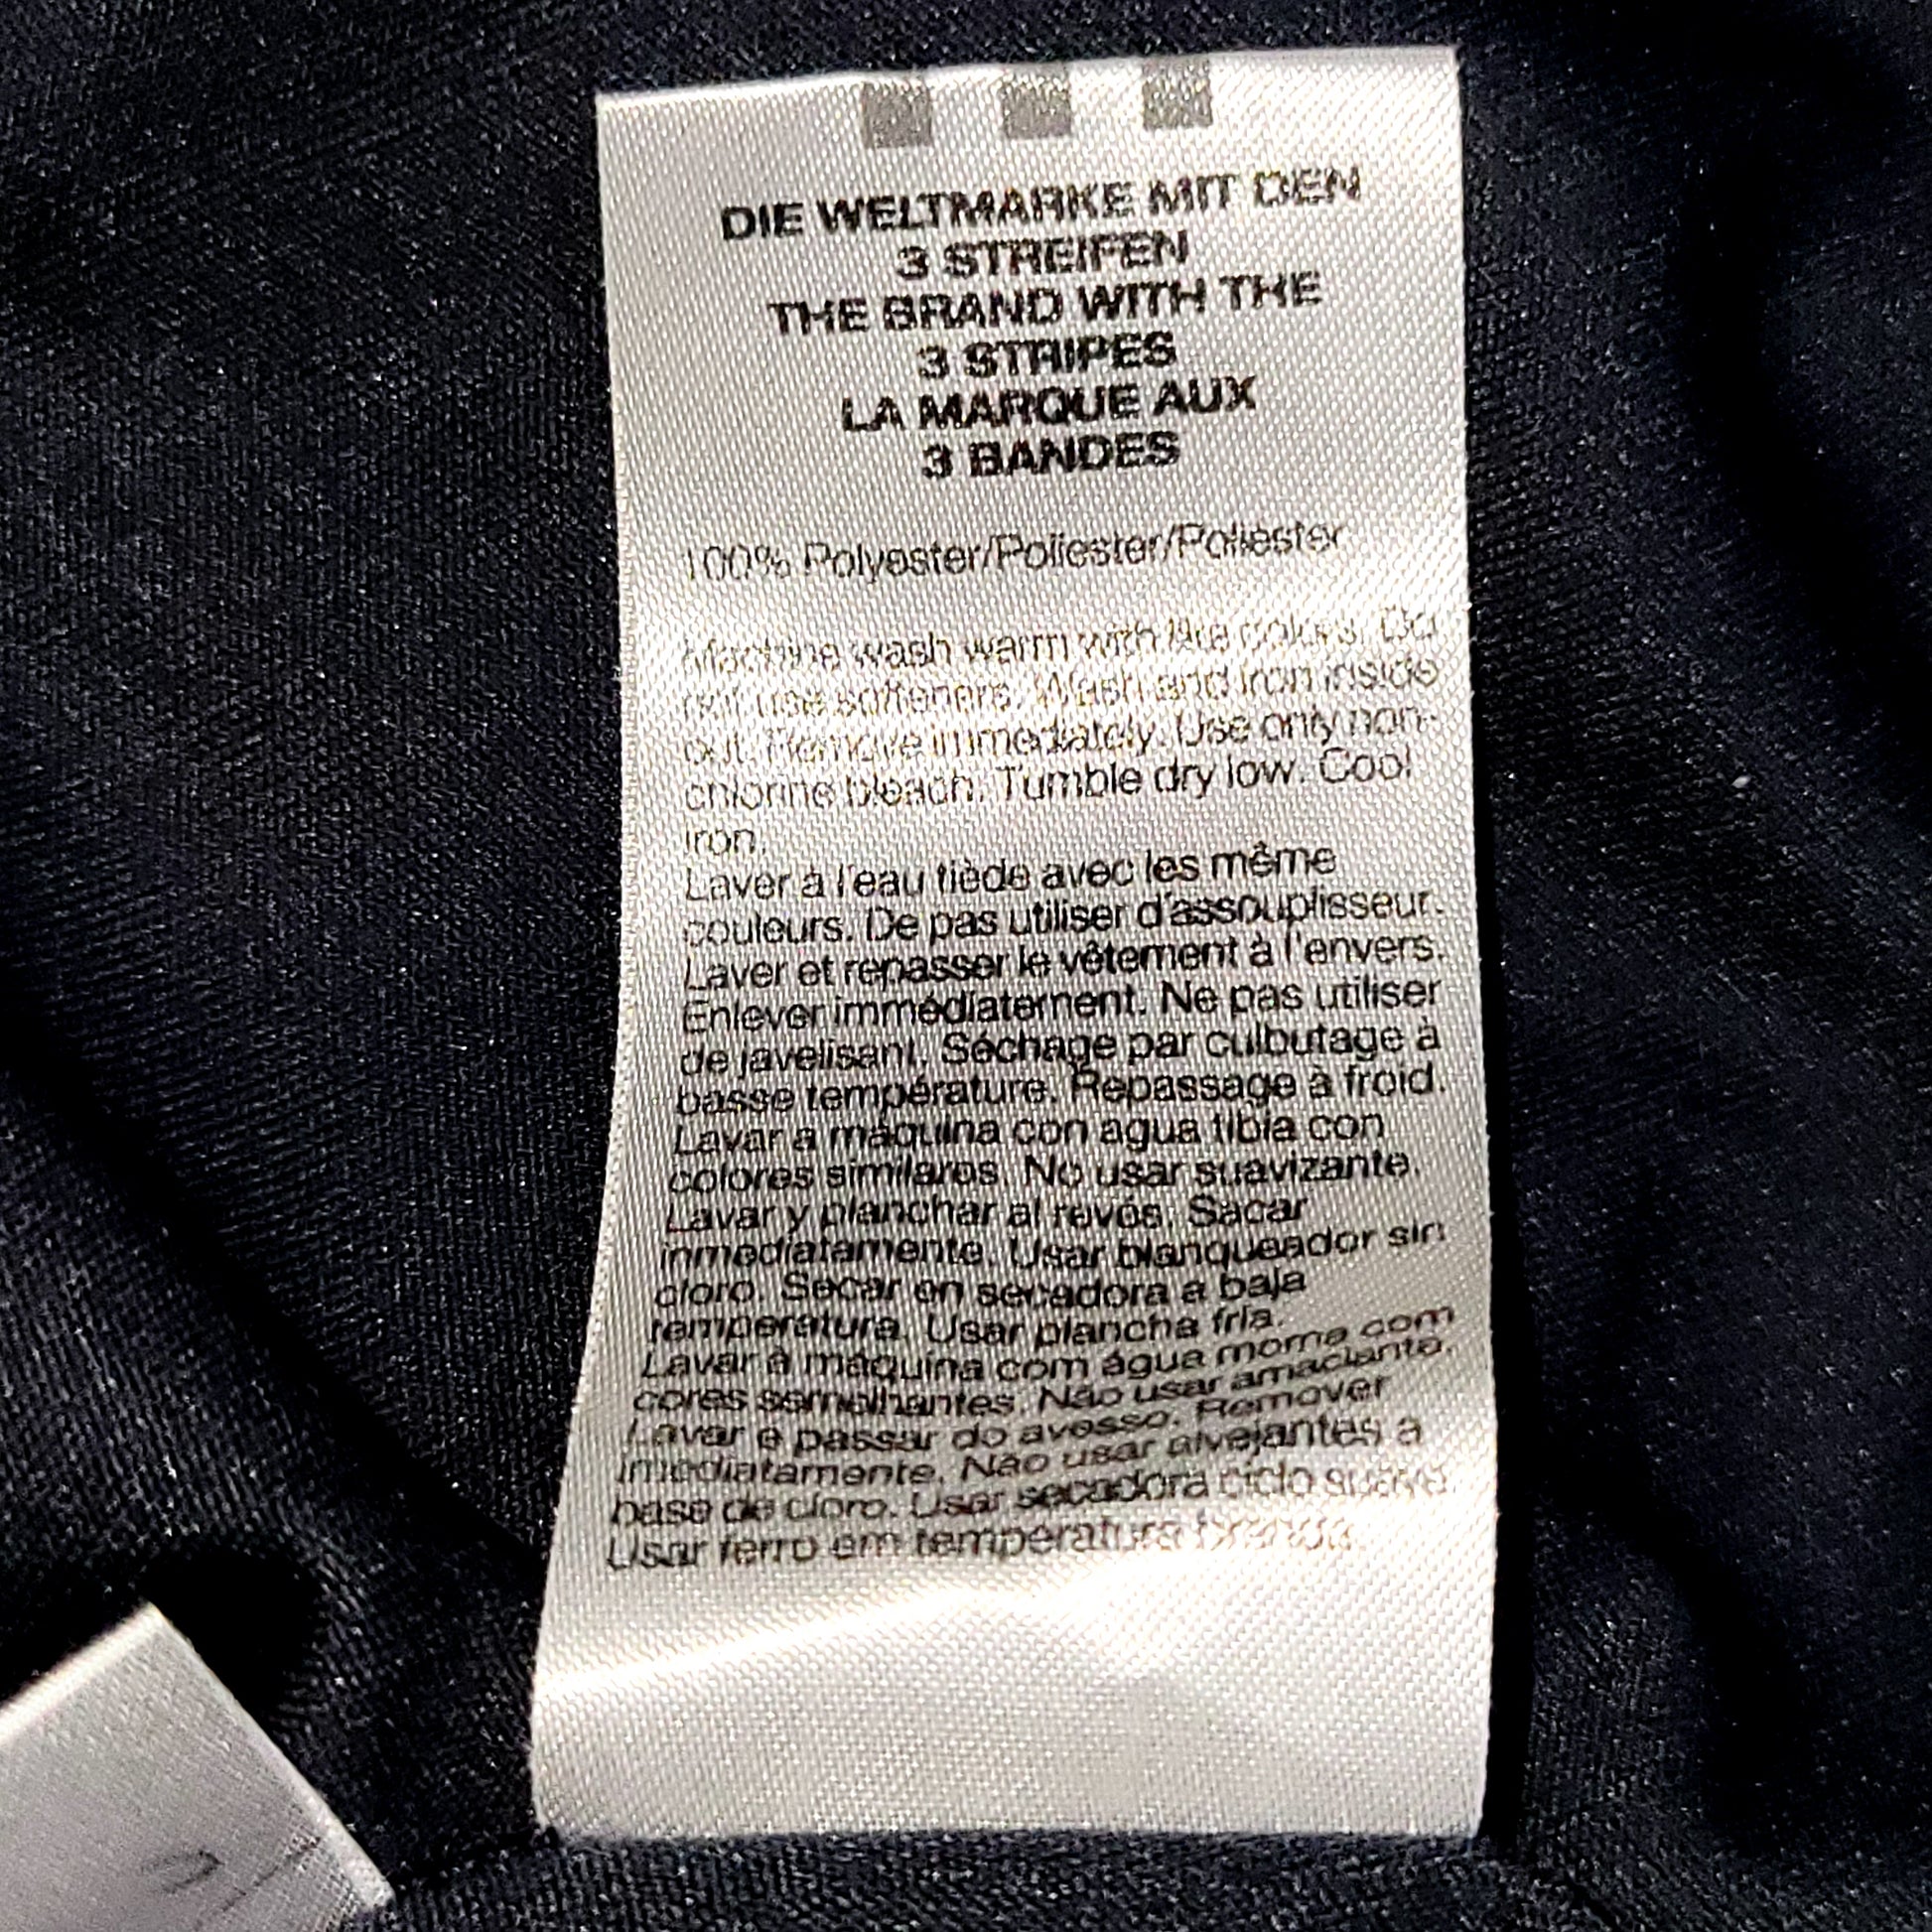 DIE WELTMARKE MIT DEN
3 STREIFEN
THE BRAND WITH THE
3 STRIPES
LA MARQUE AUX
3 BANDES
100% Polyester/Poliester/Poliéster
Machine wash warm with like colors. Do
not use softeners. Wash and iron inside
out. Remove immediately. Use only non-
chlorine bleach. Tumble dry low. Cool
iron.
Laver à l'eau tiède avec les même
couleurs. De pas utiliser d'assouplisseur.
Laver et repasser le vêtement à l'envers.
Enlever immédiatement. Ne pas utiliser
de javelisant. Séchage par culbutage à
basse température. Repassage à froid.
Lavar a máquina con agua tibia con
colores similares. No usar suavizante.
Lavar y planchar al revés. Sacar
inmediatamente. Usar blanqueador sin
cloro. Secar en secadora a baja
temperatura. Usar plancha fría.
Lavar à máquina com água morna com
cores semelhantes. Não usar amaciante.
Lavar e passar do avesso. Remover
imediatamente. Não usar alvejantes a
base de cloro. Usar secadora ciclo suave.
Usar ferro em temperatura